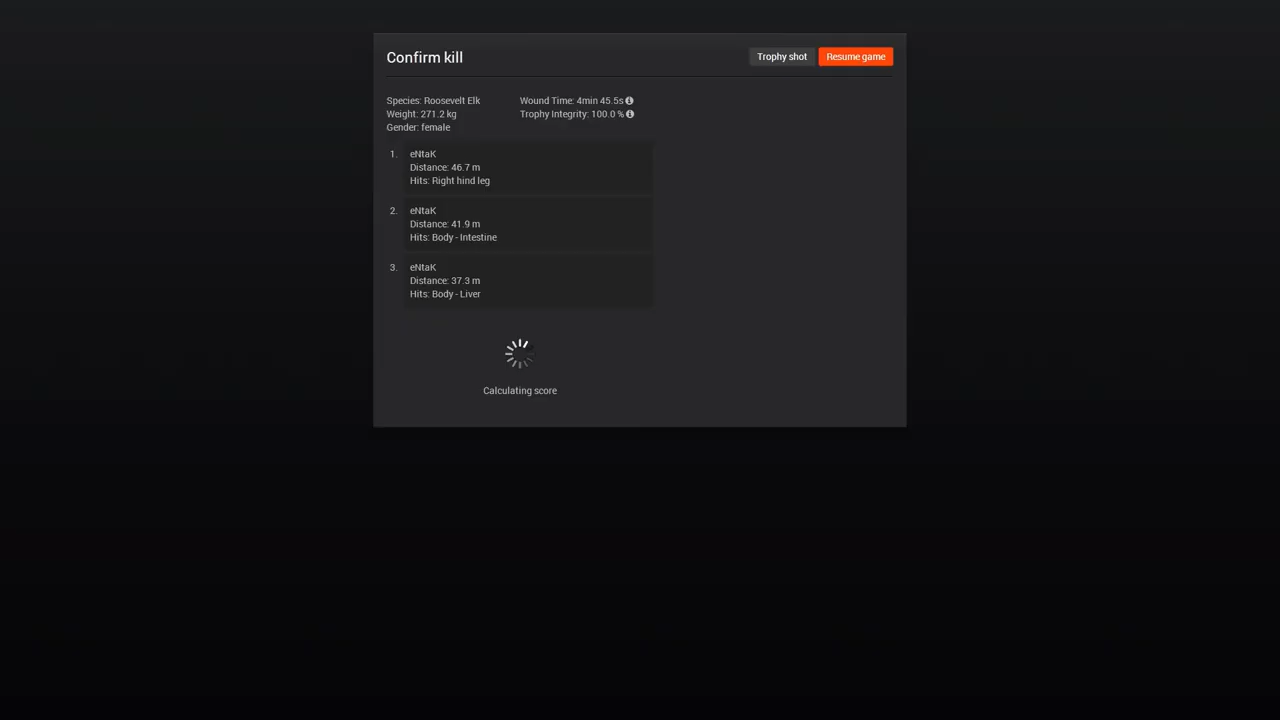 Confirm kill
Trophy shot
Resume game
Species: Roosevelt Elk
Weight: 271.2 kg
Gender: female
Wound Time: 4min 45.5s
Trophy Integrity: 100.0 %
1. eNtaK
Distance: 46.7 m
Hits: Right hind leg
2. eNtaK
Distance: 41.9 m
Hits: Body - Intestine
3. eNtaK
Distance: 37.3 m
Hits: Body - Liver
Calculating score